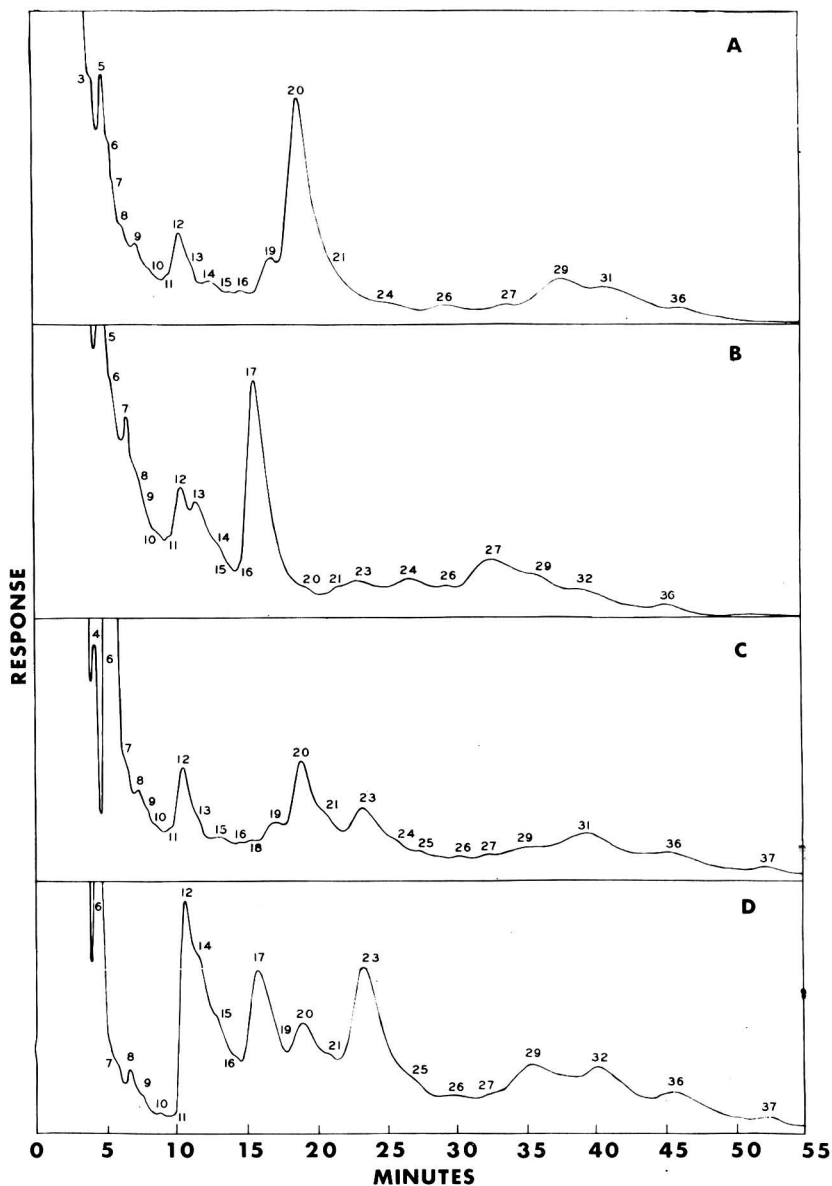 A
3 5 6 7 8 9 10 11 12 13 14 15 16 19 20 21 24 26 27 29 31 36
B
5 6 7 8 9 10 11 12 13 14 15 16 17 20 21 23 24 26 27 29 32 36
C
4 6 7 8 9 10 11 12 13 15 16 18 19 20 21 23 24 25 26 27 29 31 36 37
D
6 7 8 9 10 11 12 14 15 16 17 19 20 21 23 25 26 27 29 32 36 37
RESPONSE
0 5 10 15 20 25 30 35 40 45 50 55
MINUTES